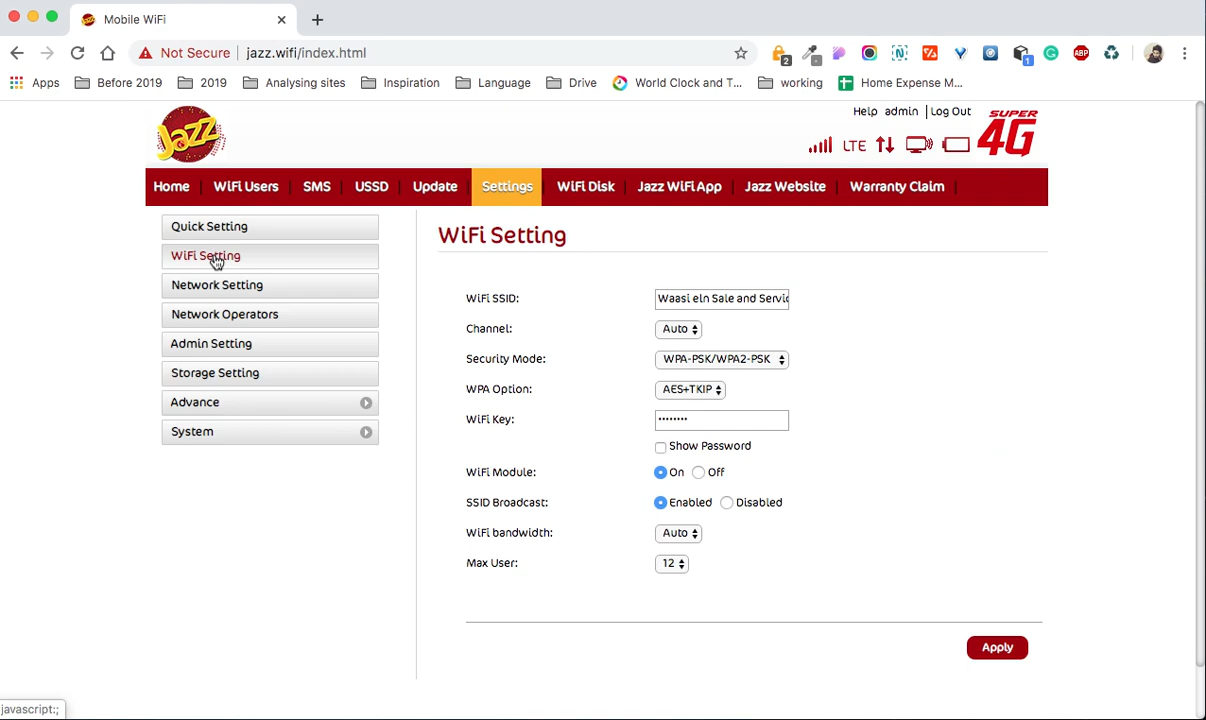 Mobile WiFi
Not Secure jazz.wifi/index.html
2
1
ABP
Apps Before 2019 2019 Analysing sites Inspiration Language Drive World Clock and T... working Home Expense M...
Jazz
Help admin | Log Out
LTE
SUPER
4G
Home WiFi Users SMS USSD Update Settings WiFi Disk Jazz WiFi App Jazz Website Warranty Claim
Quick Setting
WiFi Setting
Network Setting
Network Operators
Admin Setting
Storage Setting
Advance
System
WiFi Setting
WiFi SSID: Waasi eln Sale and Servic
Channel: Auto
Security Mode: WPA-PSK/WPA2-PSK
WPA Option: AES+TKIP
WiFi Key: ••••••••
Show Password
WiFi Module: On Off
SSID Broadcast: Enabled Disabled
WiFi bandwidth: Auto
Max User: 12
Apply
javascript:;